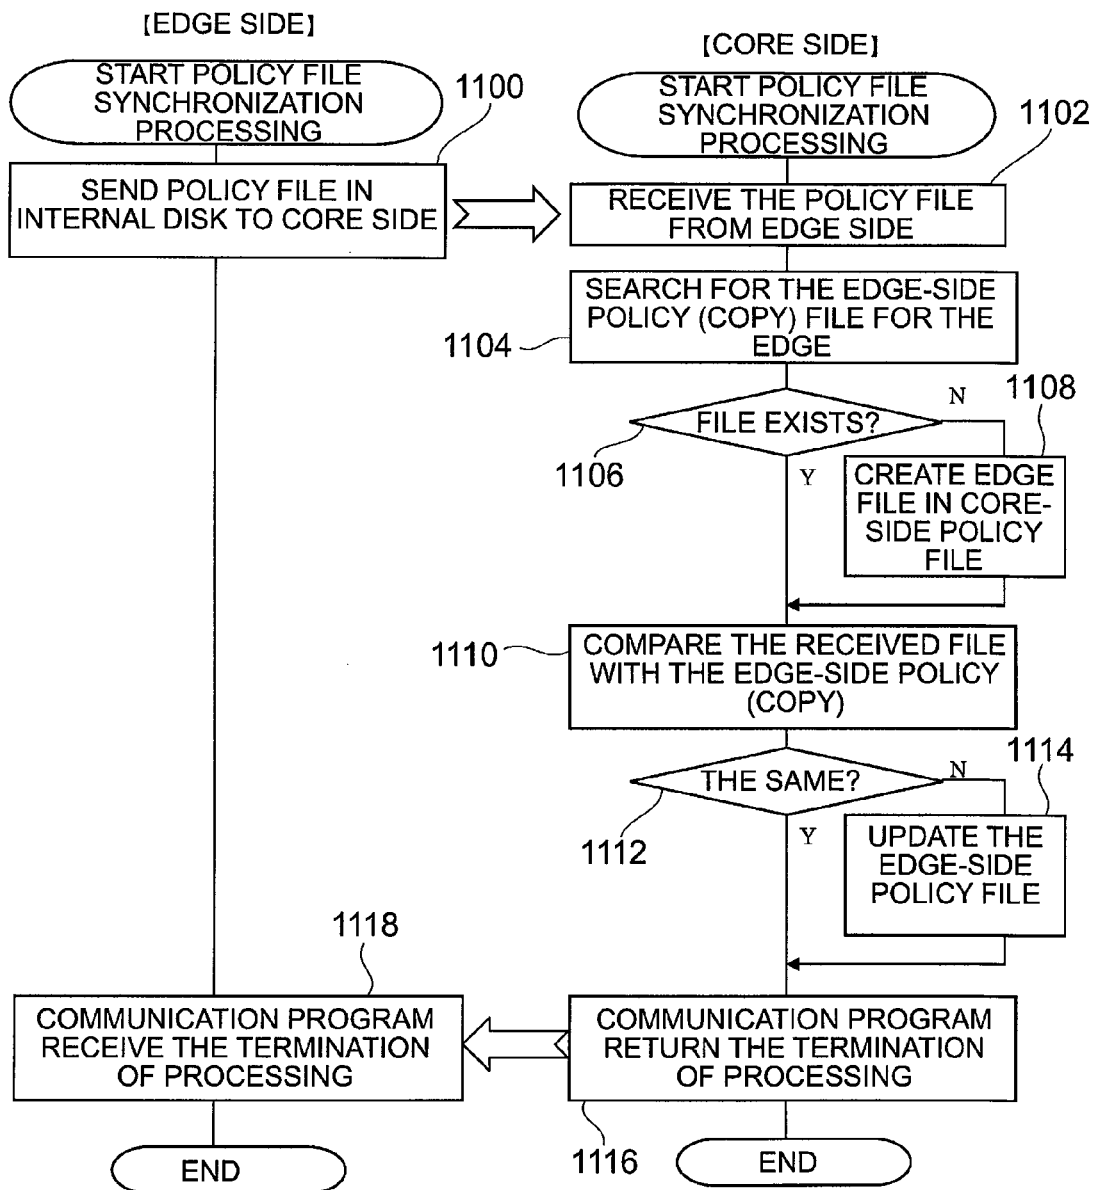 [EDGE SIDE]
START POLICY FILE
SYNCHRONIZATION
PROCESSING
1100
SEND POLICY FILE IN
INTERNAL DISK TO CORE SIDE
[CORE SIDE]
START POLICY FILE
SYNCHRONIZATION
PROCESSING
1102
RECEIVE THE POLICY FILE
FROM EDGE SIDE
SEARCH FOR THE EDGE-SIDE
POLICY (COPY) FILE FOR THE
EDGE
1104
FILE EXISTS?
N
1106
Y
1108
CREATE EDGE
FILE IN CORE-
SIDE POLICY
FILE
1110
COMPARE THE RECEIVED FILE
WITH THE EDGE-SIDE POLICY
(COPY)
THE SAME?
N
1112
Y
1114
UPDATE THE
EDGE-SIDE
POLICY FILE
1118
COMMUNICATION PROGRAM
RECEIVE THE TERMINATION
OF PROCESSING
COMMUNICATION PROGRAM
RETURN THE TERMINATION
OF PROCESSING
1116
END
END